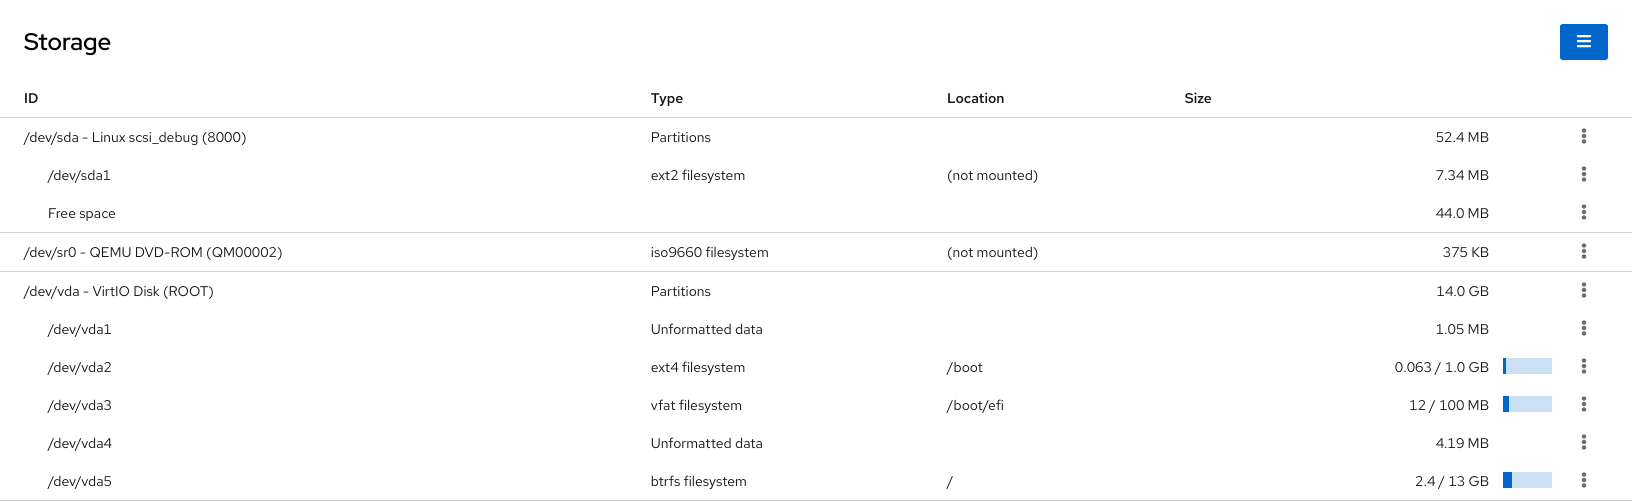 Storage
ID Type Location Size
/dev/sda - Linux scsi_debug (8000) Partitions 52.4 MB
/dev/sda1 ext2 filesystem (not mounted) 7.34 MB
Free space 44.0 MB
/dev/sr0 - QEMU DVD-ROM (QM00002) iso9660 filesystem (not mounted) 375 KB
/dev/vda - VirtIO Disk (ROOT) Partitions 14.0 GB
/dev/vda1 Unformatted data 1.05 MB
/dev/vda2 ext4 filesystem /boot 0.063 / 1.0 GB
/dev/vda3 vfat filesystem /boot/efi 12 / 100 MB
/dev/vda4 Unformatted data 4.19 MB
/dev/vda5 btrfs filesystem / 2.4 / 13 GB